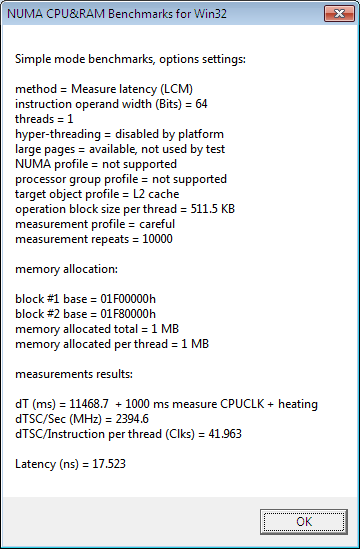 NUMA CPU&RAM Benchmarks for Win32
Simple mode benchmarks, options settings:
method = Measure latency (LCM)
instruction operand width (Bits) = 64
threads = 1
hyper-threading = disabled by platform
large pages = available, not used by test
NUMA profile = not supported
processor group profile = not supported
target object profile = L2 cache
operation block size per thread = 511.5 KB
measurement profile = careful
measurement repeats = 10000
memory allocation:
block #1 base = 01F00000h
block #2 base = 01F80000h
memory allocated total = 1 MB
memory allocated per thread = 1 MB
measurements results:
dT (ms) = 11468.7  + 1000 ms measure CPUCLK + heating
dTSC/Sec (MHz) = 2394.6
dTSC/Instruction per thread (Clks) = 41.963
Latency (ns) = 17.523
OK